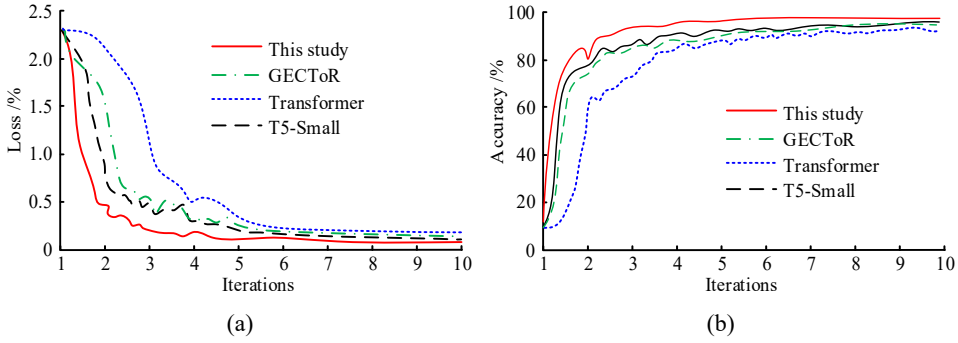 2.5%
2.0
1.5
1.0
0.5
0
Loss /%
This study
GECToR
Transformer
T5-Small
1 2 3 4 5 6 7 8 9 10
Iterations
(a)
100
80
60
40
20
0
Accuracy /%
This study
GECToR
Transformer
T5-Small
1 2 3 4 5 6 7 8 9 10
Iterations
(b)